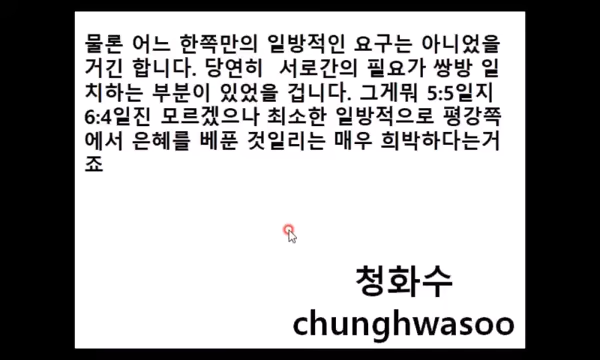 물론 어느 한쪽만의 일방적인 요구는 아니었을
거긴 합니다. 당연히 서로간의 필요가 쌍방 일
치하는 부분이 있었을 겁니다. 그게뭐 5:5일지
6:4일진 모르겠으나 최소한 일방적으로 평강쪽
에서 은혜를 베푼 것일리는 매우 희박하다는거
죠
청화수
chunghwasoo